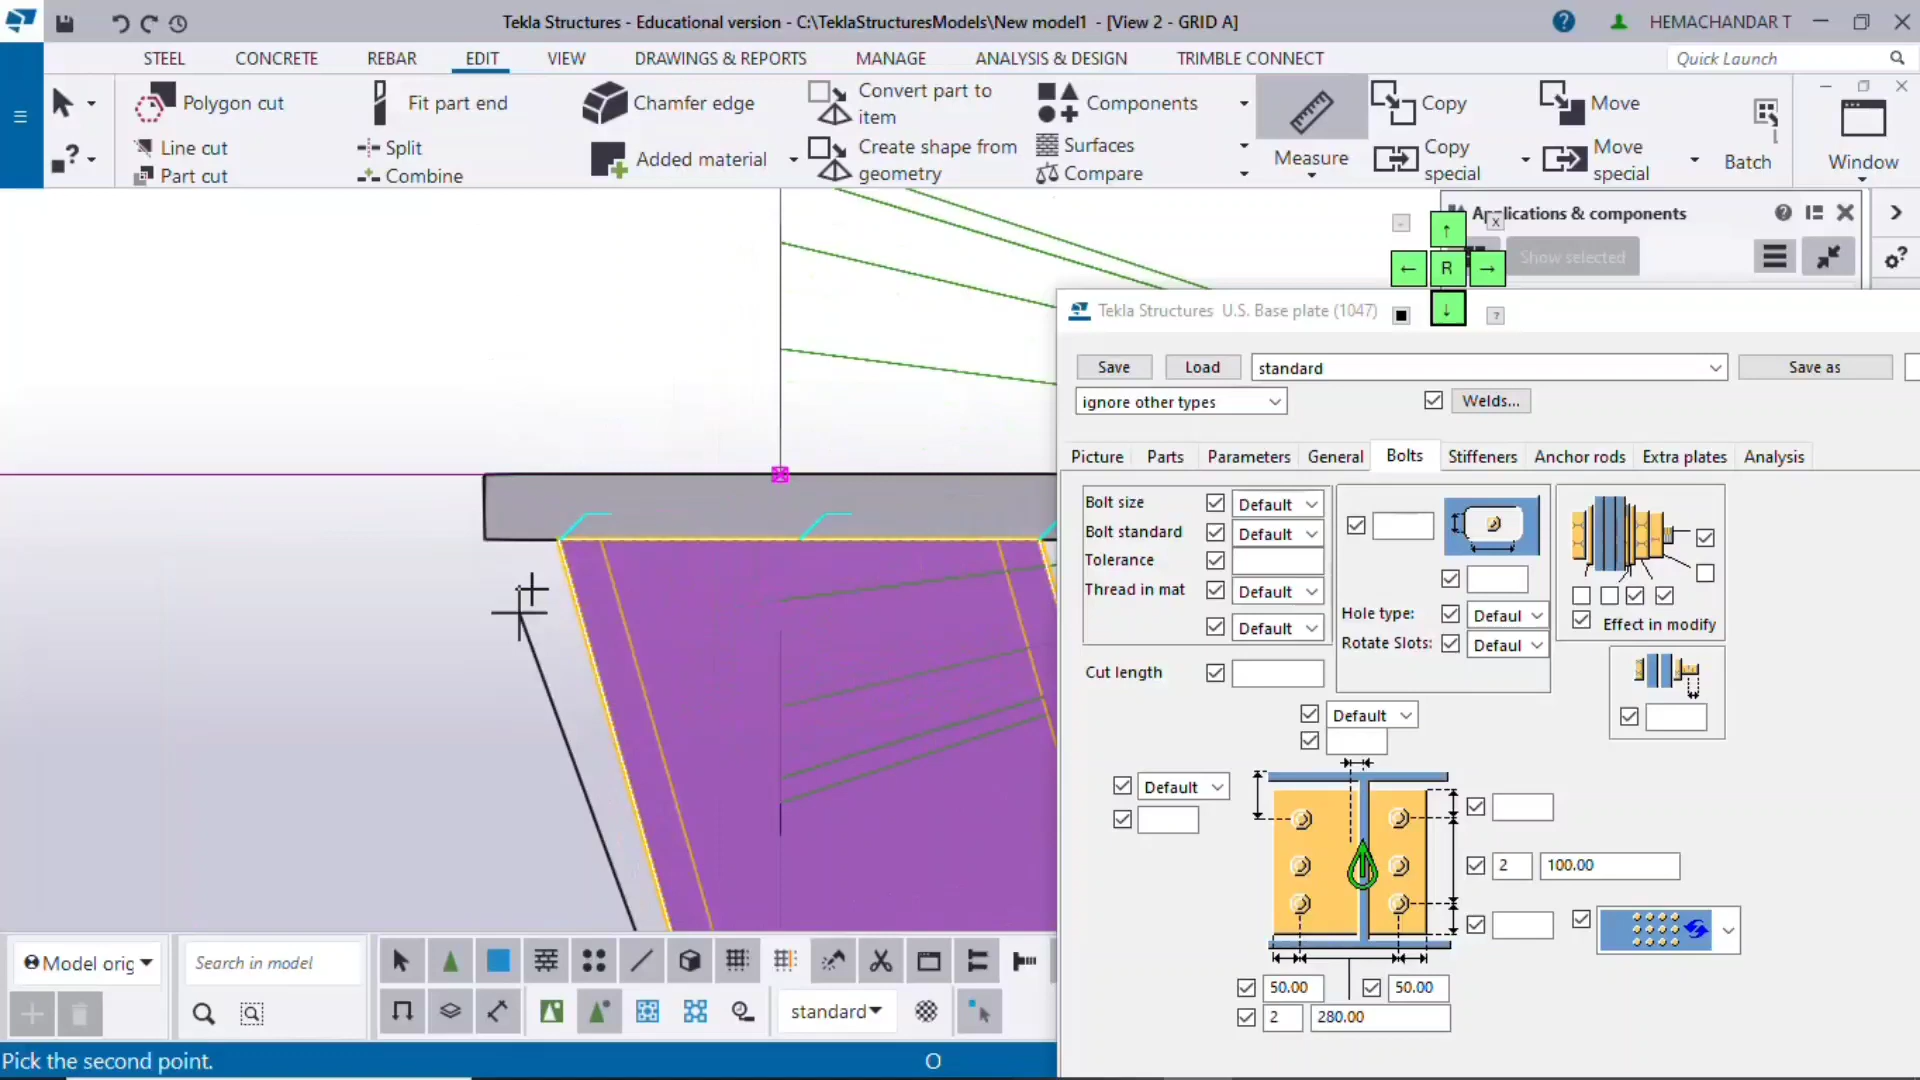 Tekla Structures - Educational version - C:\TeklaStructuresModels\New model1 - [View 2 - GRID A]
HEMACHANDAR T
STEEL CONCRETE REBAR EDIT VIEW DRAWINGS & REPORTS MANAGE ANALYSIS & DESIGN TRIMBLE CONNECT
Quick Launch
Polygon cut
Line cut
Part cut
Fit part end
Split
Combine
Chamfer edge
Added material
Convert part to
item
Create shape from
geometry
Components
Surfaces
Compare
Measure
Copy
Copy
special
Move
Move
special
Batch
Window
Applications & components
Show selected
R
Tekla Structures U.S. Base plate (1047)
Save Load standard Save as
ignore other types Welds...
Picture Parts Parameters General Bolts Stiffeners Anchor rods Extra plates Analysis
Bolt size Default
Bolt standard Default
Tolerance
Thread in mat Default
Default
Cut length
Hole type: Defaul
Rotate Slots: Defaul
Effect in modify
Default
Default
2 100.00
50.00 50.00
2 280.00
Model orig
Search in model
standard
Pick the second point.
O